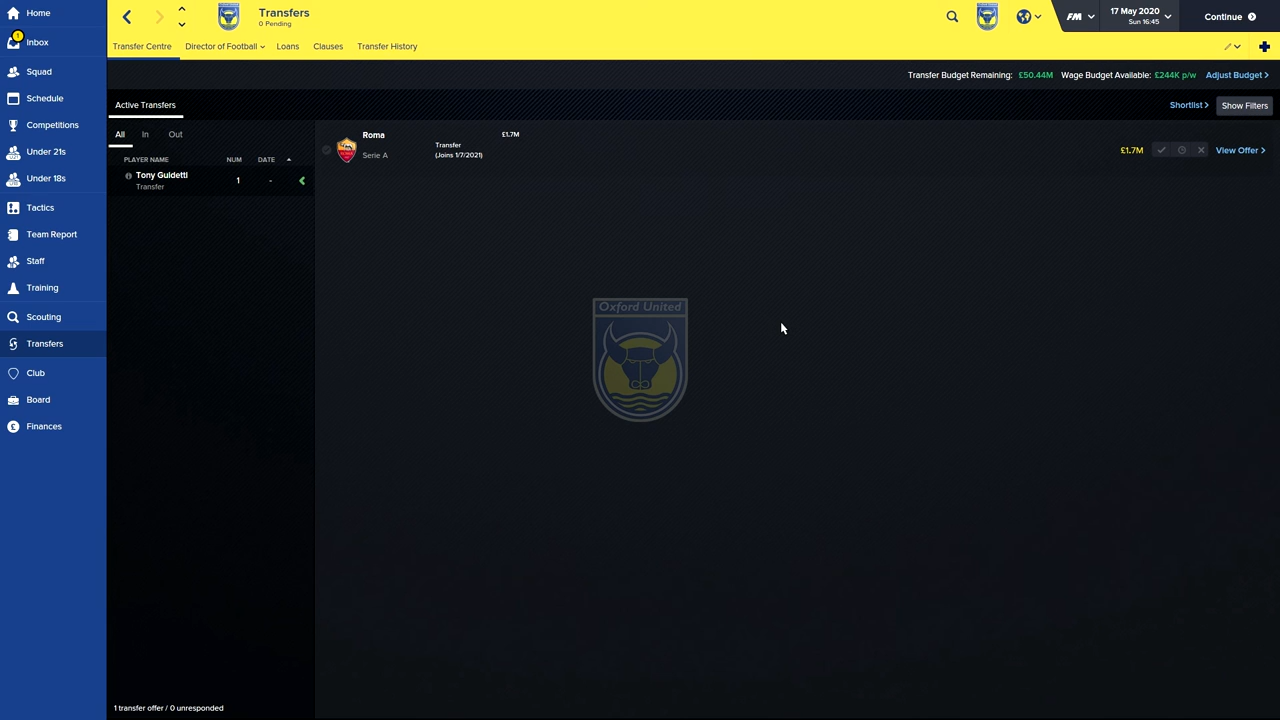 Home
Inbox
1
Squad
Schedule
Competitions
Under 21s
Under 18s
Tactics
Team Report
Staff
Training
Scouting
Transfers
Club
Board
Finances
Transfers
0 Pending
FM
17 May 2020
Sun 16:45
Continue
Transfer Centre
Director of Football
Loans
Clauses
Transfer History
Transfer Budget Remaining: £50.44M Wage Budget Available: £244K p/w Adjust Budget >
Active Transfers
Shortlist >
Show Filters
All In Out
PLAYER NAME NUM DATE
Tony Guidetti 1 -
Transfer
Roma
Serie A
Transfer
(Joins 1/7/2021)
£1.7M
£1.7M
View Offer >
Oxford United
1 transfer offer / 0 unresponded